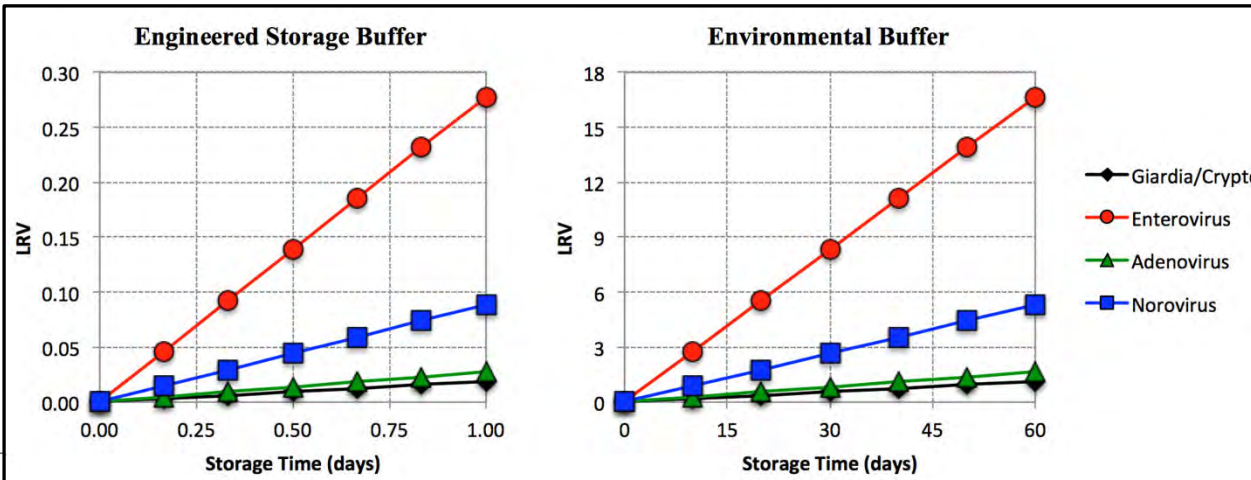 Engineered Storage Buffer
LRV
0.30
0.25
0.20
0.15
0.10
0.05
0.00
0.00 0.25 0.50 0.75 1.00
Storage Time (days)
Environmental Buffer
LRV
18
15
12
9
6
3
0
0 15 30 45 60
Storage Time (days)
Giardia/Crypto
Enterovirus
Adenovirus
Norovirus